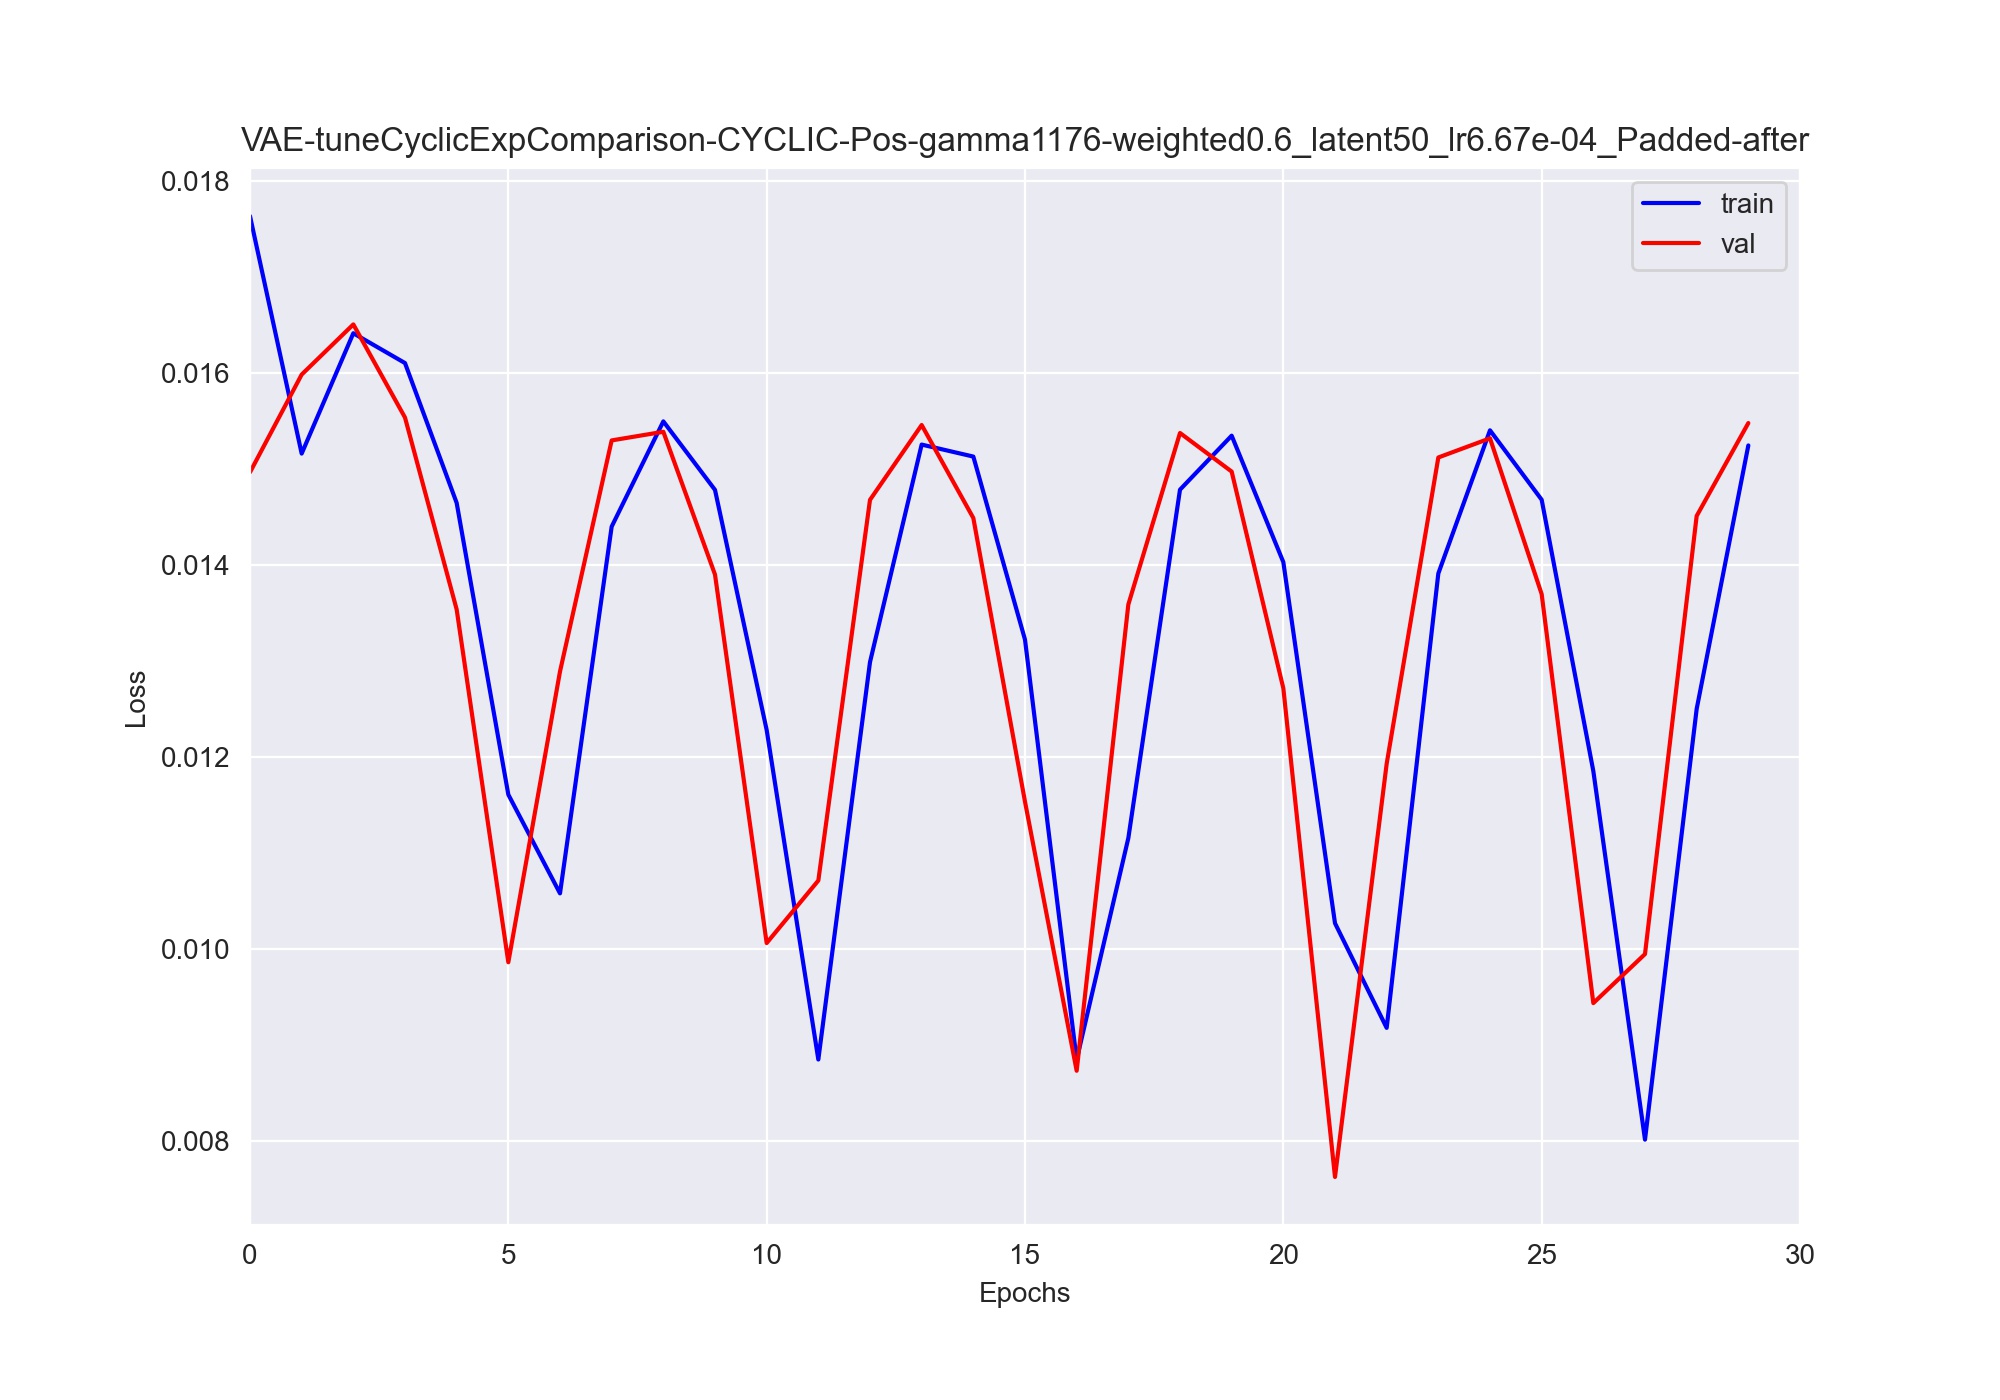 VAE-tuneCyclicExpComparison-CYCLIC-Pos-gamma1176-weighted0.6_latent50_lr6.67e-04_Padded-after
train
val
0.018
0.016
0.014
0.012
0.010
0.008
Loss
0 5 10 15 20 25 30
Epochs